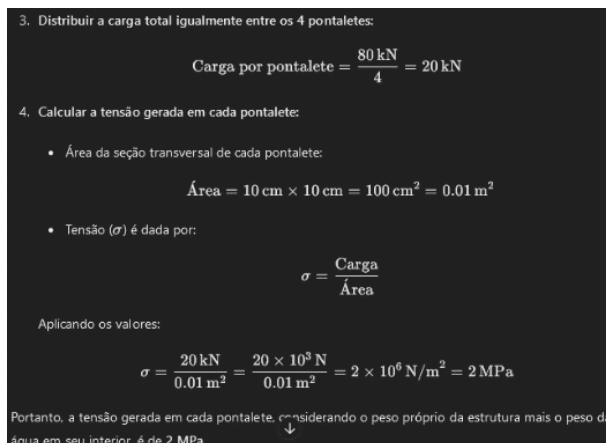 3. Distribuir a carga total igualmente entre os 4 pontaletes:
Carga por pontalete = 80 kN / 4 = 20 kN
4. Calcular a tensão gerada em cada pontalete:
• Área da seção transversal de cada pontalete:
Área = 10 cm × 10 cm = 100 cm² = 0.01 m²
• Tensão (σ) é dada por:
σ = Carga / Área
Aplicando os valores:
σ = 20 kN / 0.01 m² = 20 × 10³ N / 0.01 m² = 2 × 10⁶ N/m² = 2 MPa
Portanto, a tensão gerada em cada pontalete, considerando o peso próprio da estrutura mais o peso da
água em seu interior, é de 2 MPa